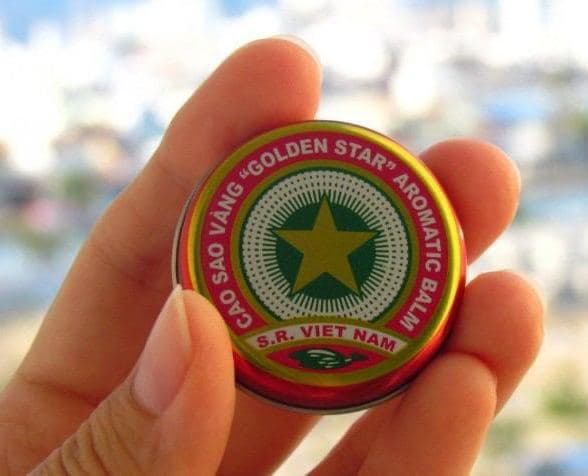 CAO SAO VÀNG "GOLDEN STAR" AROMATIC BALM
S.R. VIET NAM